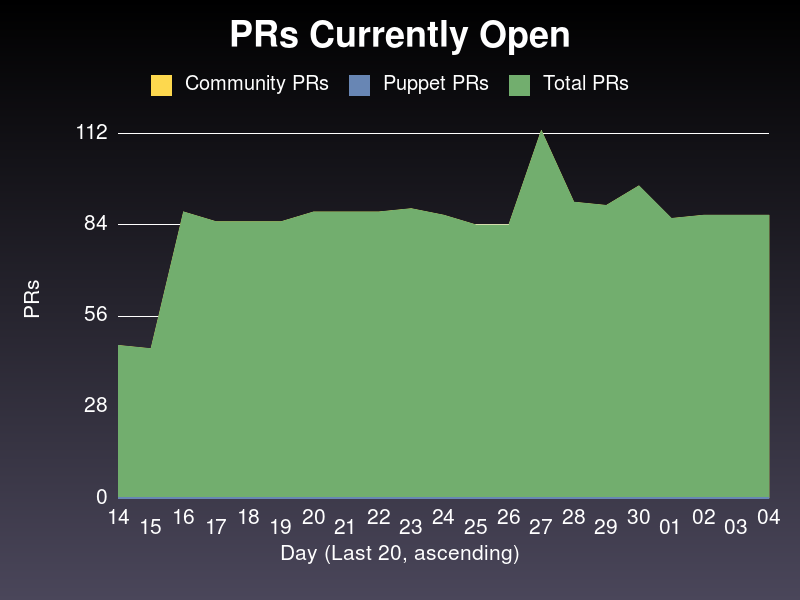 PRs Currently Open
Community PRs Puppet PRs Total PRs
112
84
56
28
0
PRs
14 15 16 17 18 19 20 21 22 23 24 25 26 27 28 29 30 01 02 03 04
Day (Last 20, ascending)